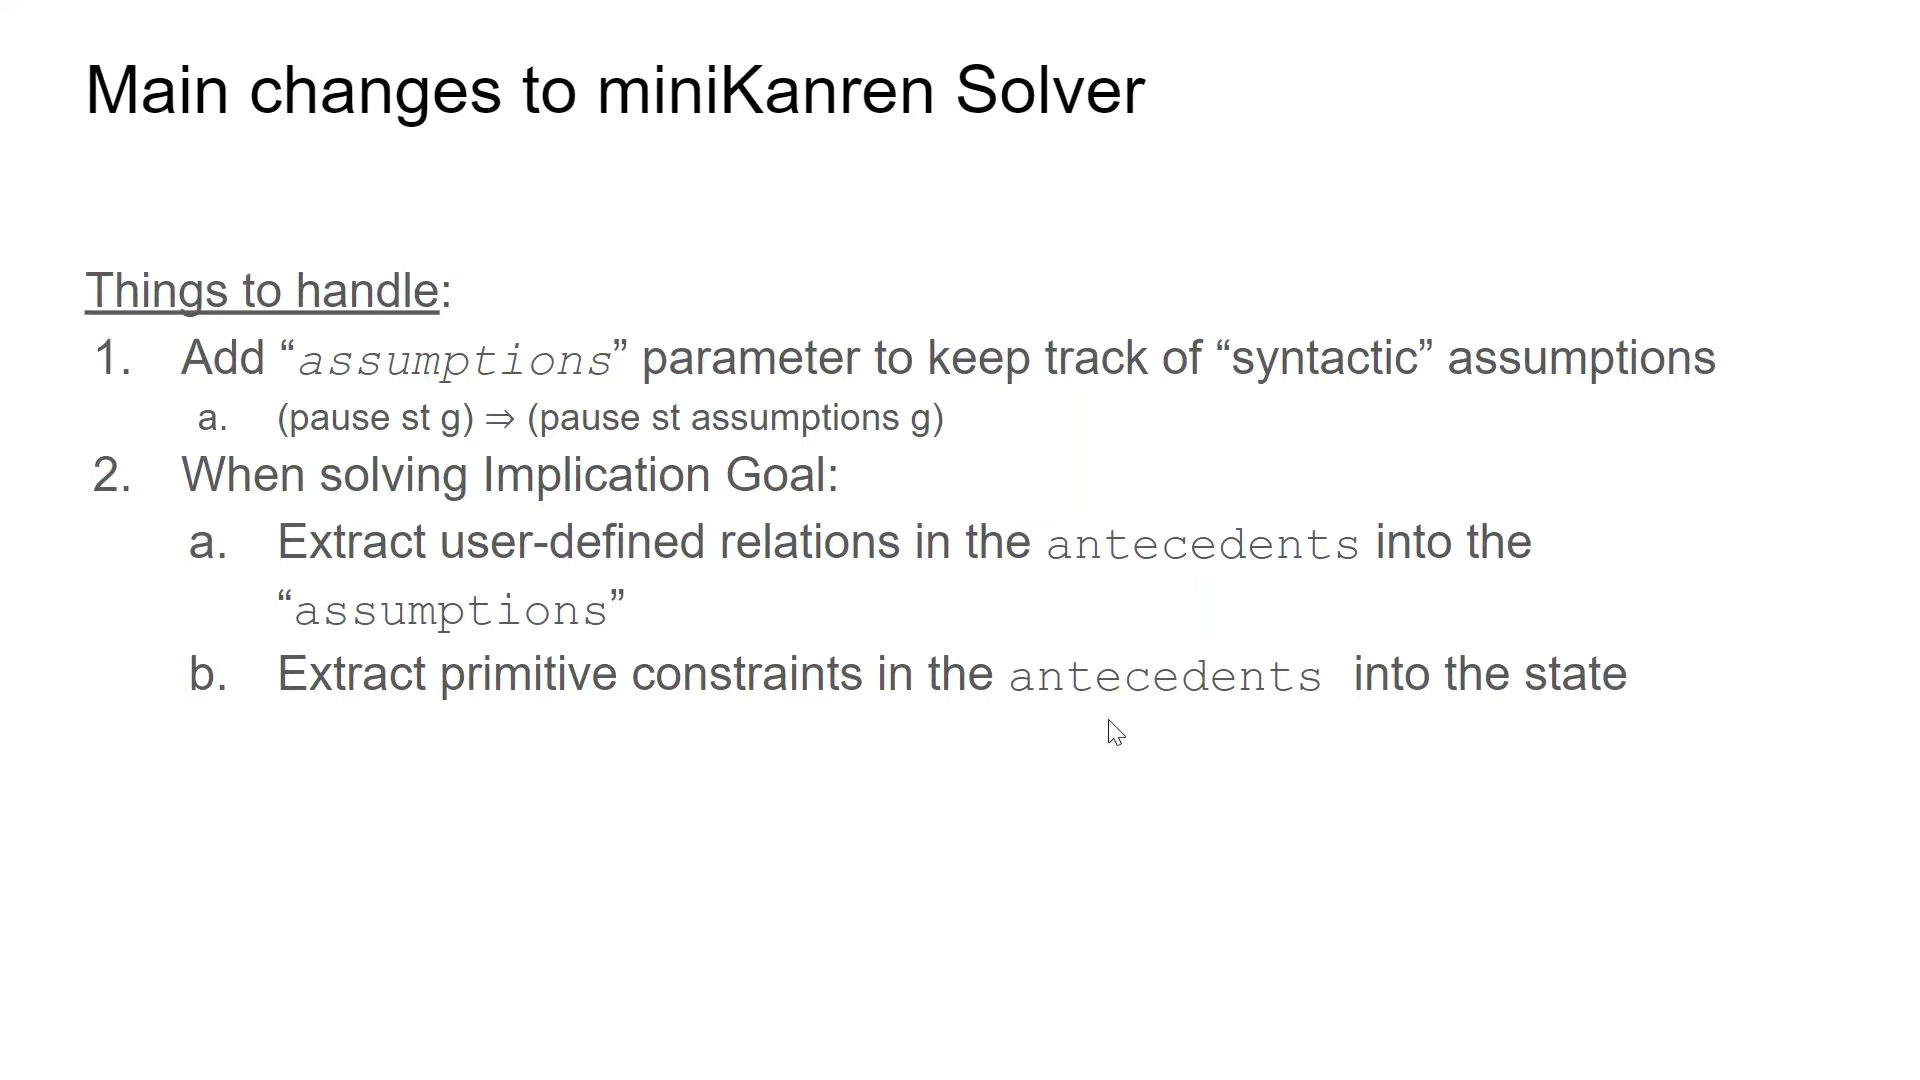 Main changes to miniKanren Solver
Things to handle:
1. Add “assumptions” parameter to keep track of “syntactic” assumptions
a. (pause st g) ⇒ (pause st assumptions g)
2. When solving Implication Goal:
a. Extract user-defined relations in the antecedents into the
“assumptions”
b. Extract primitive constraints in the antecedents into the state